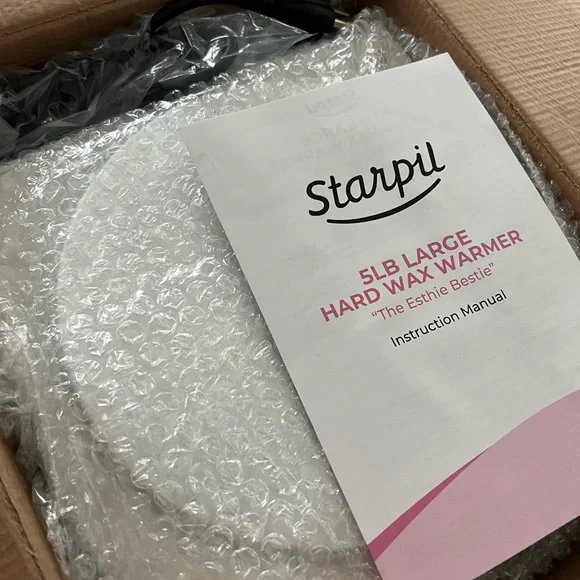 Starpil
5LB LARGE
HARD WAX WARMER
"The Esthie Bestie"
Instruction Manual